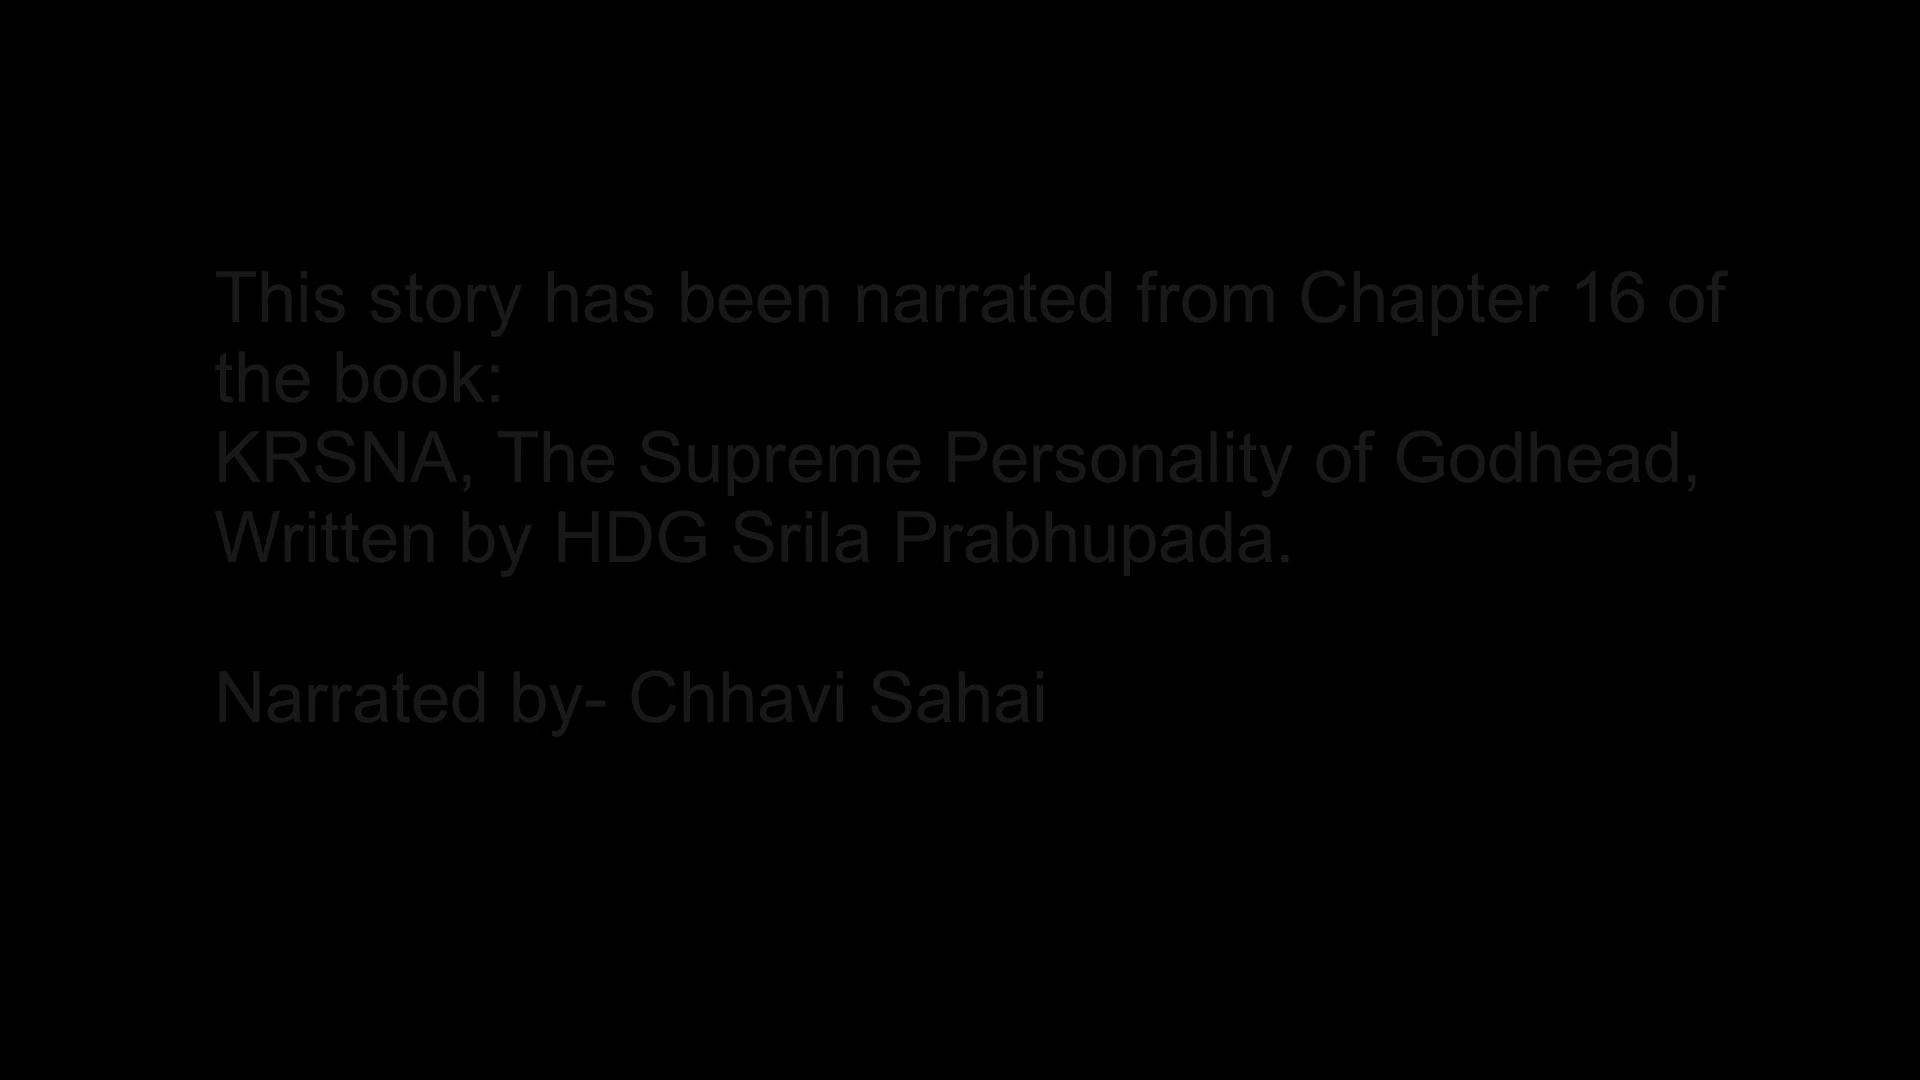 This story has been narrated from Chapter 16 of
the book:
KRSNA, The Supreme Personality of Godhead,
Written by HDG Srila Prabhupada.
Narrated by- Chhavi Sahai